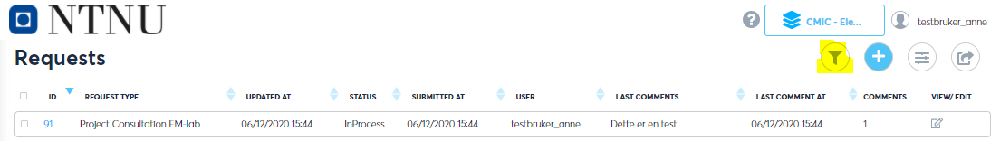 NTNU
? CMIC - Ele... testbruker_anne
Requests
ID REQUEST TYPE UPDATED AT STATUS SUBMITTED AT USER LAST COMMENTS LAST COMMENT AT COMMENTS VIEW/ EDIT
91 Project Consultation EM-lab 06/12/2020 15:44 InProcess 06/12/2020 15:44 testbruker_anne Dette er en test. 06/12/2020 15:44 1